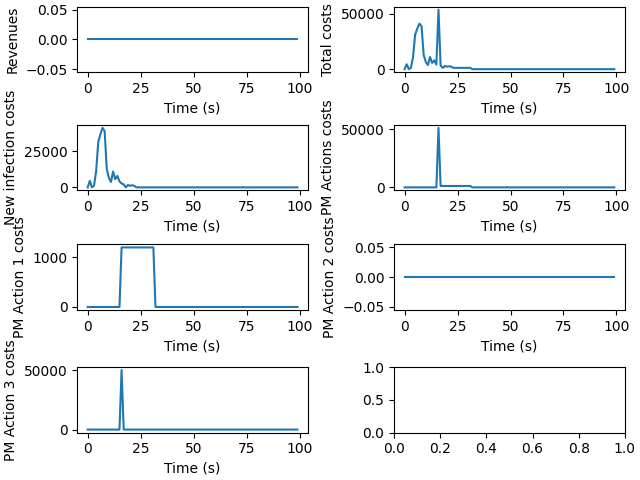 Revenues
0.05
0.00
−0.05
0 25 50 75 100
Time (s)
Total costs
50000
0
0 25 50 75 100
Time (s)
New infection costs
25000
0
0 25 50 75 100
Time (s)
PM Actions costs
50000
0
0 25 50 75 100
Time (s)
PM Action 1 costs
1000
0
0 25 50 75 100
Time (s)
PM Action 2 costs
0.05
0.00
−0.05
0 25 50 75 100
Time (s)
PM Action 3 costs
50000
0
0 25 50 75 100
Time (s)
1.0
0.5
0.0
0.0 0.2 0.4 0.6 0.8 1.0